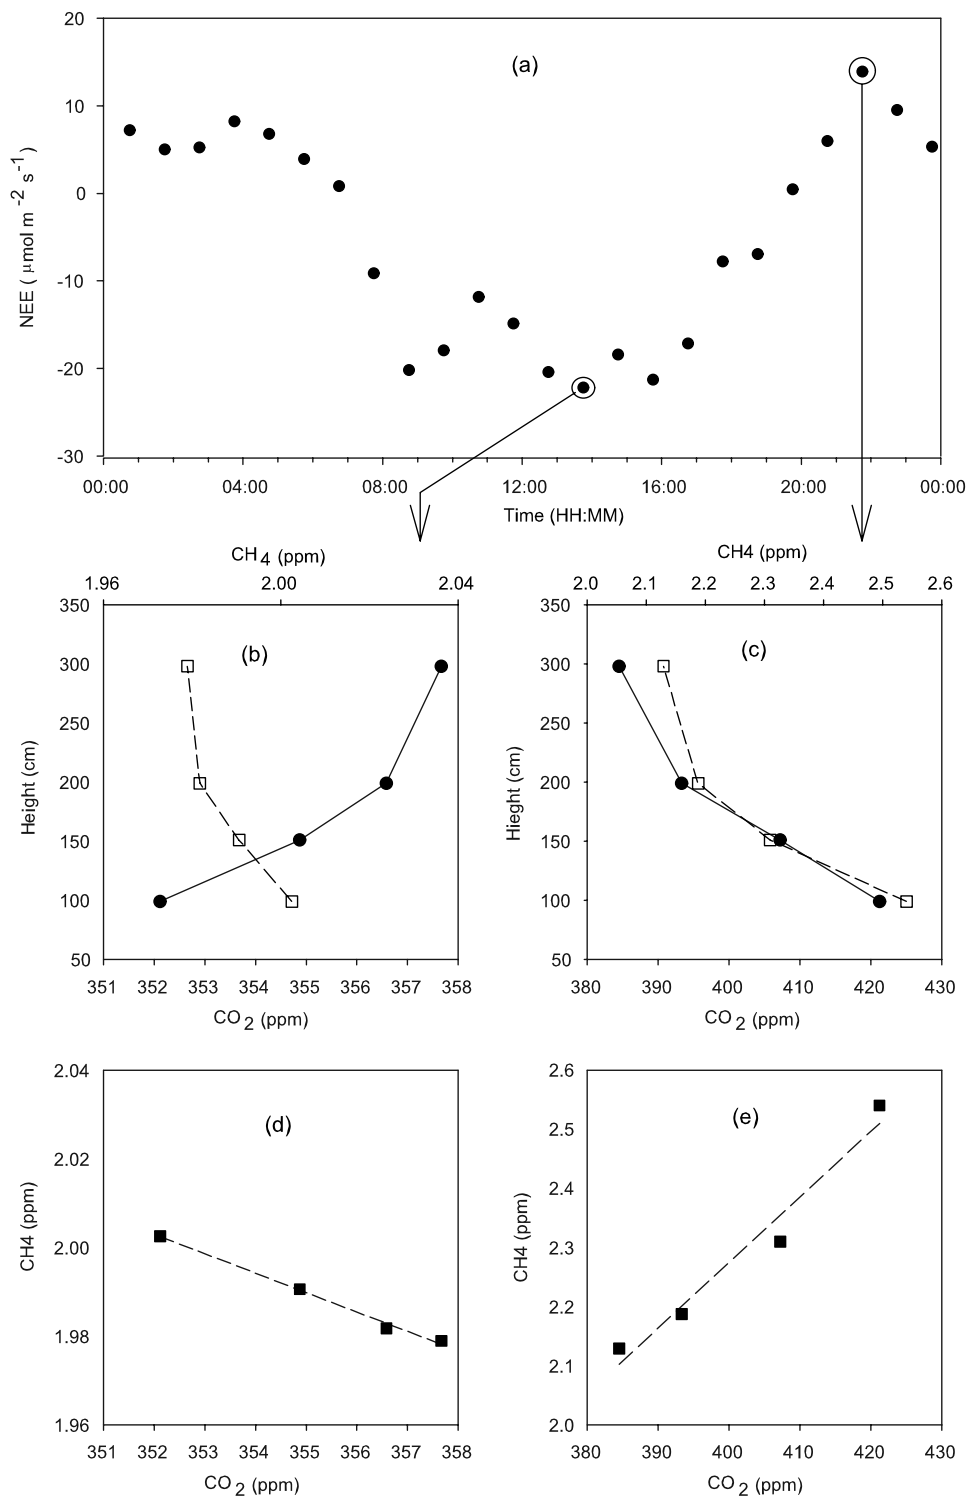 20
(a)
10
0
-10
-20
-30
NEE ( μmol m -2 s -1 )
00:00 04:00 08:00 12:00 16:00 20:00 00:00
Time (HH:MM)
CH 4 (ppm)
1.96 2.00 2.04
350
(b)
300
250
200
150
100
50
Height (cm)
351 352 353 354 355 356 357 358
CO 2 (ppm)
CH4 (ppm)
2.0 2.1 2.2 2.3 2.4 2.5 2.6
350
(c)
300
250
200
150
100
50
Hieght (cm)
380 390 400 410 420 430
CO 2 (ppm)
2.04
(d)
2.02
2.00
1.98
1.96
CH4 (ppm)
351 352 353 354 355 356 357 358
CO 2 (ppm)
2.6
(e)
2.5
2.4
2.3
2.2
2.1
2.0
CH4 (ppm)
380 390 400 410 420 430
CO 2 (ppm)